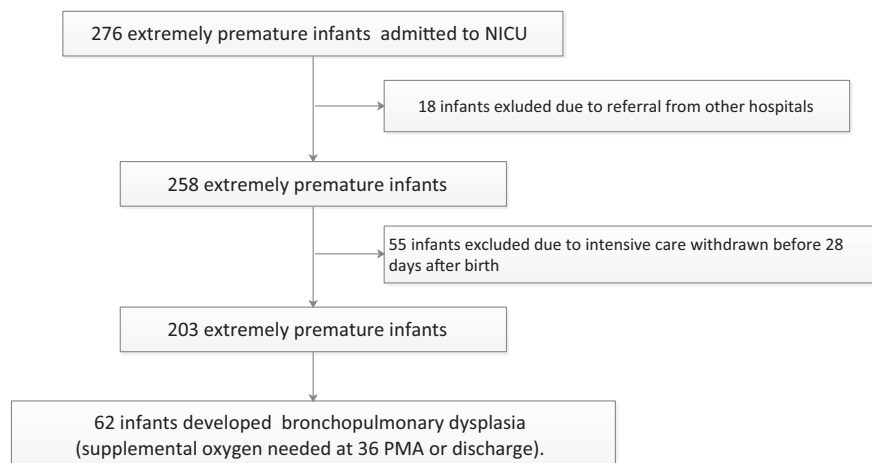 276 extremely premature infants admitted to NICU
18 infants exluded due to referral from other hospitals
258 extremely premature infants
55 infants excluded due to intensive care withdrawn before 28
days after birth
203 extremely premature infants
62 infants developed bronchopulmonary dysplasia
(supplemental oxygen needed at 36 PMA or discharge).